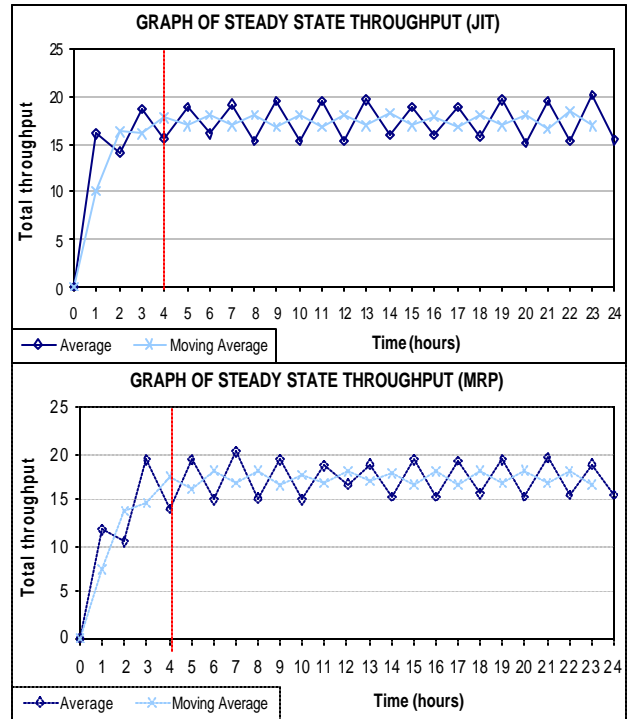 GRAPH OF STEADY STATE THROUGHPUT (JIT)
25
20
15
10
5
0
Total throughput
0 1 2 3 4 5 6 7 8 9 10 11 12 13 14 15 16 17 18 19 20 21 22 23 24
Time (hours)
Average Moving Average
GRAPH OF STEADY STATE THROUGHPUT (MRP)
25
20
15
10
5
0
Total throughput
0 1 2 3 4 5 6 7 8 9 10 11 12 13 14 15 16 17 18 19 20 21 22 23 24
Time (hours)
Average Moving Average